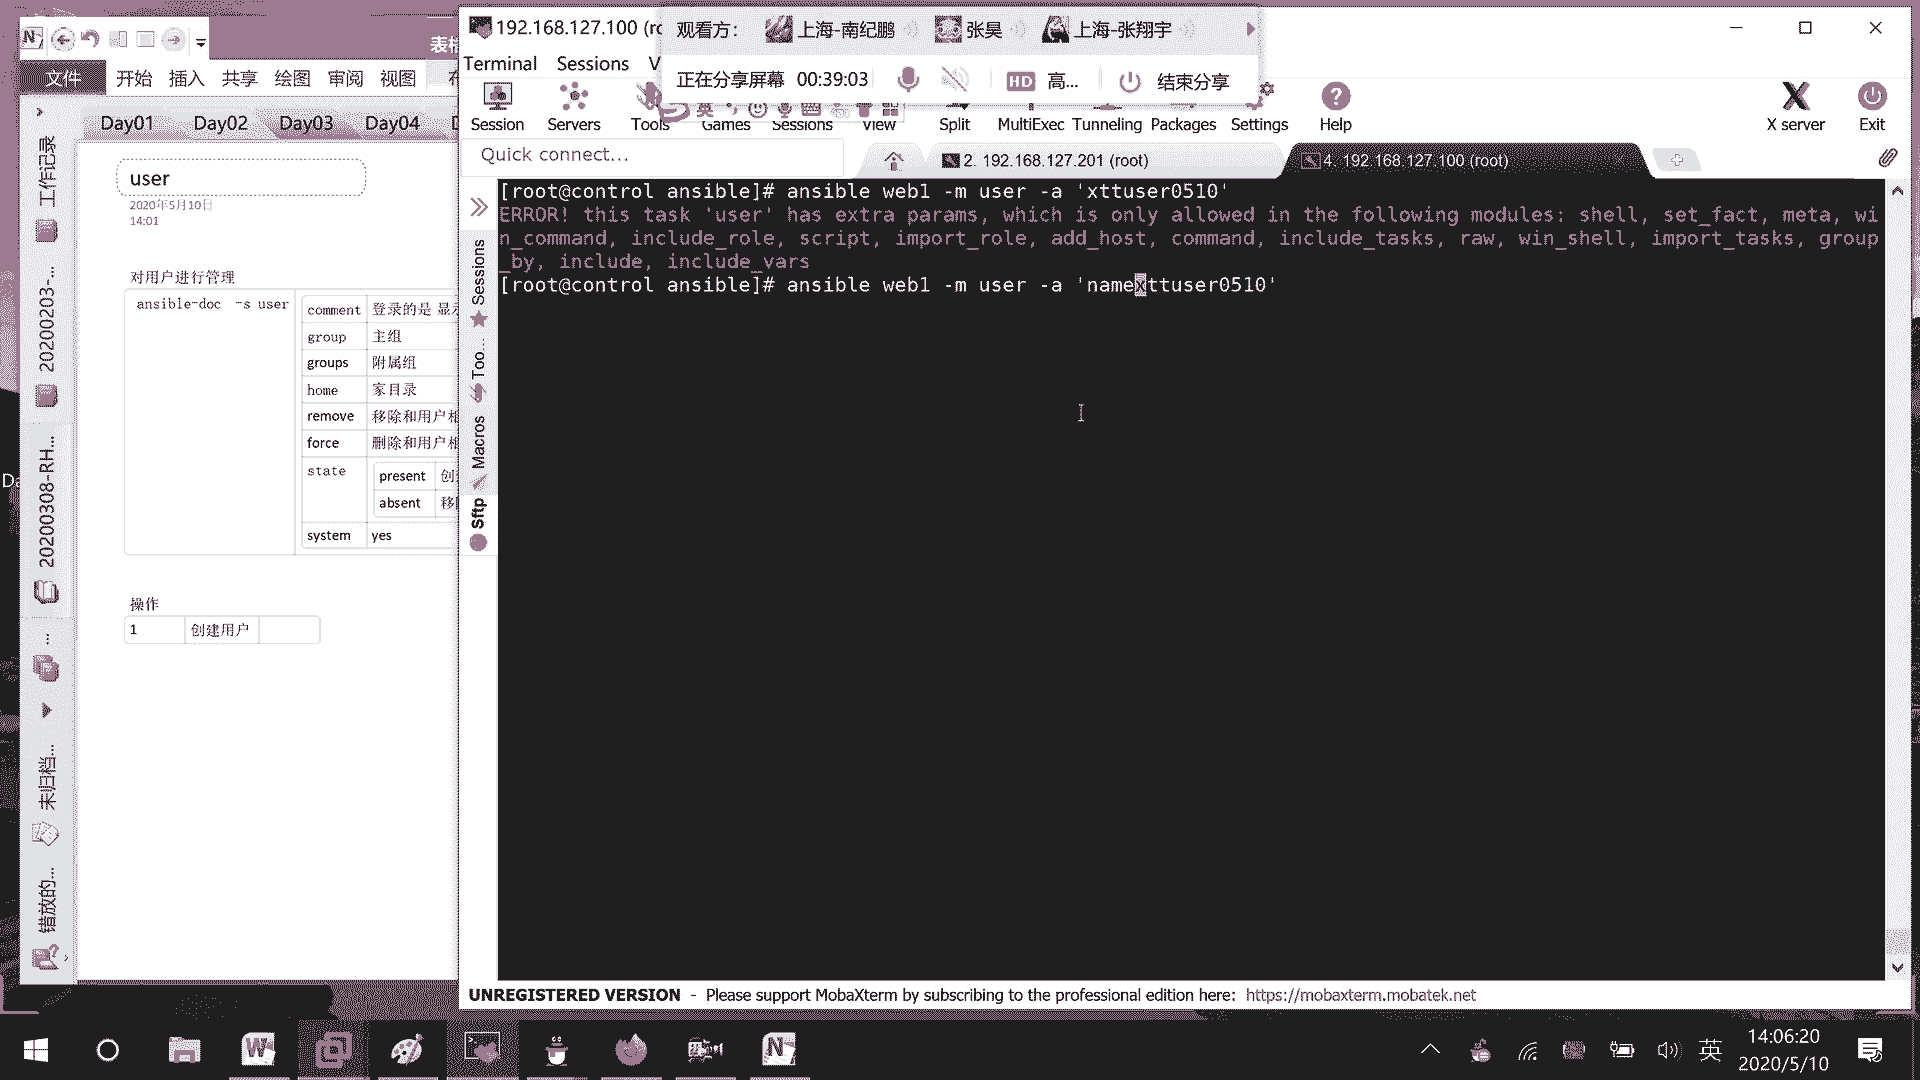 192.168.127.100 (rc
观看方：
上海-南纪鹏
张昊
上海-张翔宇
正在分享屏幕 00:39:03
HD 高...
结束分享
文件 开始 插入 共享 绘图 审阅 视图
Terminal Sessions V
Session Servers Tools Games Sessions View Split MultiExec Tunneling Packages Settings Help
X server Exit
Day01 Day02 Day03 Day04
Quick connect...
2. 192.168.127.201 (root)
4. 192.168.127.100 (root)
工作记录
20200203-...
20200308-RH...
未归档...
错放的...
user
2020年5月10日
14:01
对用户进行管理
ansible-doc -s user
comment 登录的是 显示
group 主组
groups 附属组
home 家目录
remove 移除和用户相
force 删除和用户相
state
present 创
absent 移
system yes
操作
1 创建用户
Sessions
Too...
Macros
Sftp
[root@control ansible]# ansible web1 -m user -a 'xttuser0510'
ERROR! this task 'user' has extra params, which is only allowed in the following modules: shell, set_fact, meta, wi
n_command, include_role, script, import_role, add_host, command, include_tasks, raw, win_shell, import_tasks, group
_by, include, include_vars
[root@control ansible]# ansible web1 -m user -a 'namexttuser0510'
UNREGISTERED VERSION - Please support MobaXterm by subscribing to the professional edition here: https://mobaxterm.mobatek.net
英
14:06:20
2020/5/10